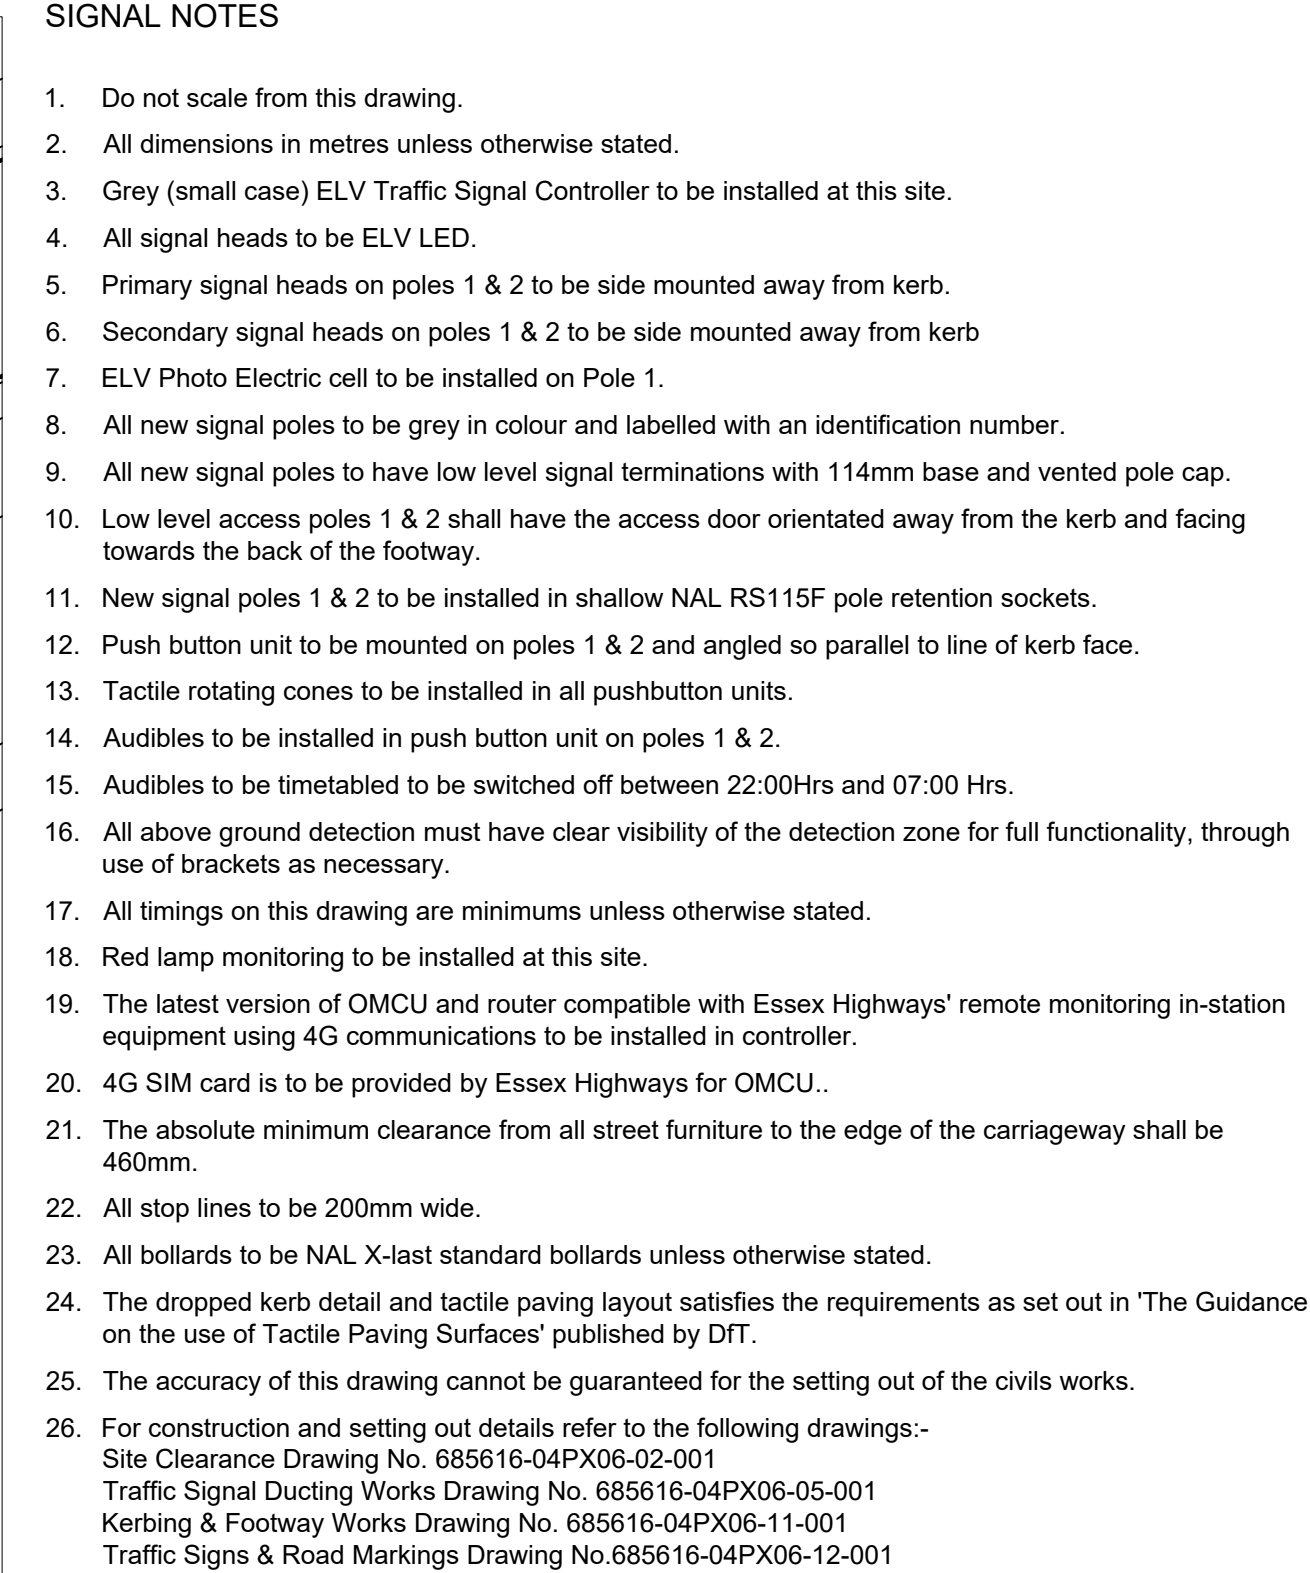 SIGNAL NOTES
1. Do not scale from this drawing.
2. All dimensions in metres unless otherwise stated.
3. Grey (small case) ELV Traffic Signal Controller to be installed at this site.
4. All signal heads to be ELV LED.
5. Primary signal heads on poles 1 & 2 to be side mounted away from kerb.
6. Secondary signal heads on poles 1 & 2 to be side mounted away from kerb
7. ELV Photo Electric cell to be installed on Pole 1.
8. All new signal poles to be grey in colour and labelled with an identification number.
9. All new signal poles to have low level signal terminations with 114mm base and vented pole cap.
10. Low level access poles 1 & 2 shall have the access door orientated away from the kerb and facing
towards the back of the footway.
11. New signal poles 1 & 2 to be installed in shallow NAL RS115F pole retention sockets.
12. Push button unit to be mounted on poles 1 & 2 and angled so parallel to line of kerb face.
13. Tactile rotating cones to be installed in all pushbutton units.
14. Audibles to be installed in push button unit on poles 1 & 2.
15. Audibles to be timetabled to be switched off between 22:00Hrs and 07:00 Hrs.
16. All above ground detection must have clear visibility of the detection zone for full functionality, through
use of brackets as necessary.
17. All timings on this drawing are minimums unless otherwise stated.
18. Red lamp monitoring to be installed at this site.
19. The latest version of OMCU and router compatible with Essex Highways' remote monitoring in-station
equipment using 4G communications to be installed in controller.
20. 4G SIM card is to be provided by Essex Highways for OMCU..
21. The absolute minimum clearance from all street furniture to the edge of the carriageway shall be
460mm.
22. All stop lines to be 200mm wide.
23. All bollards to be NAL X-last standard bollards unless otherwise stated.
24. The dropped kerb detail and tactile paving layout satisfies the requirements as set out in 'The Guidance
on the use of Tactile Paving Surfaces' published by DfT.
25. The accuracy of this drawing cannot be guaranteed for the setting out of the civils works.
26. For construction and setting out details refer to the following drawings:-
Site Clearance Drawing No. 685616-04PX06-02-001
Traffic Signal Ducting Works Drawing No. 685616-04PX06-05-001
Kerbing & Footway Works Drawing No. 685616-04PX06-11-001
Traffic Signs & Road Markings Drawing No.685616-04PX06-12-001